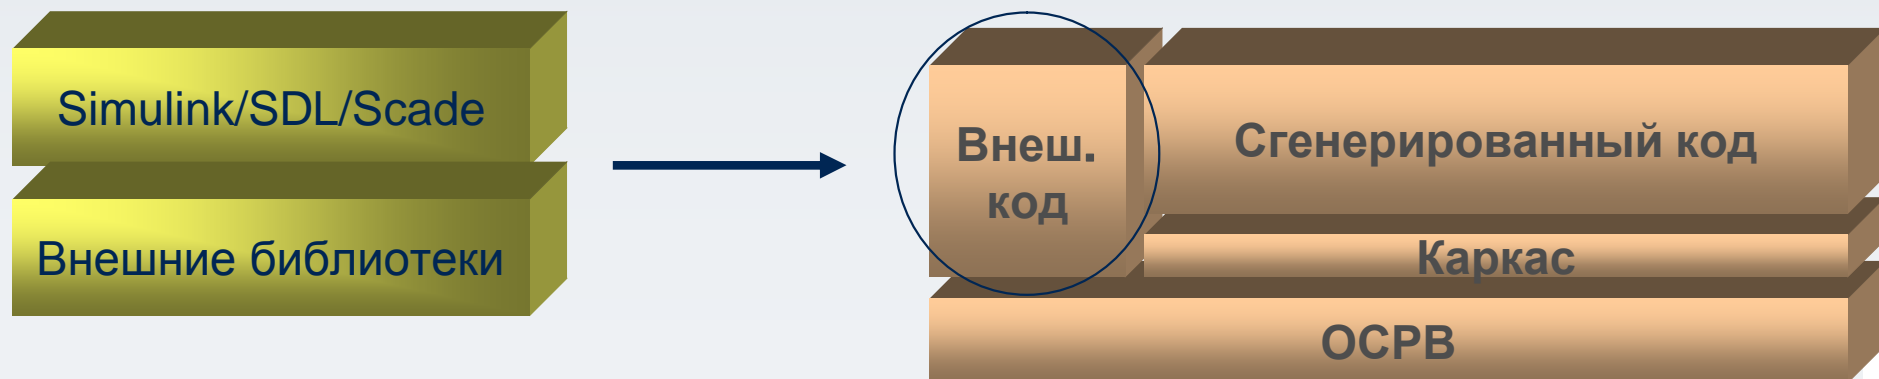 Simulink/SDL/Scade
Внешние библиотеки
Внеш.
код
Сгенерированный код
Каркас
ОСРВ